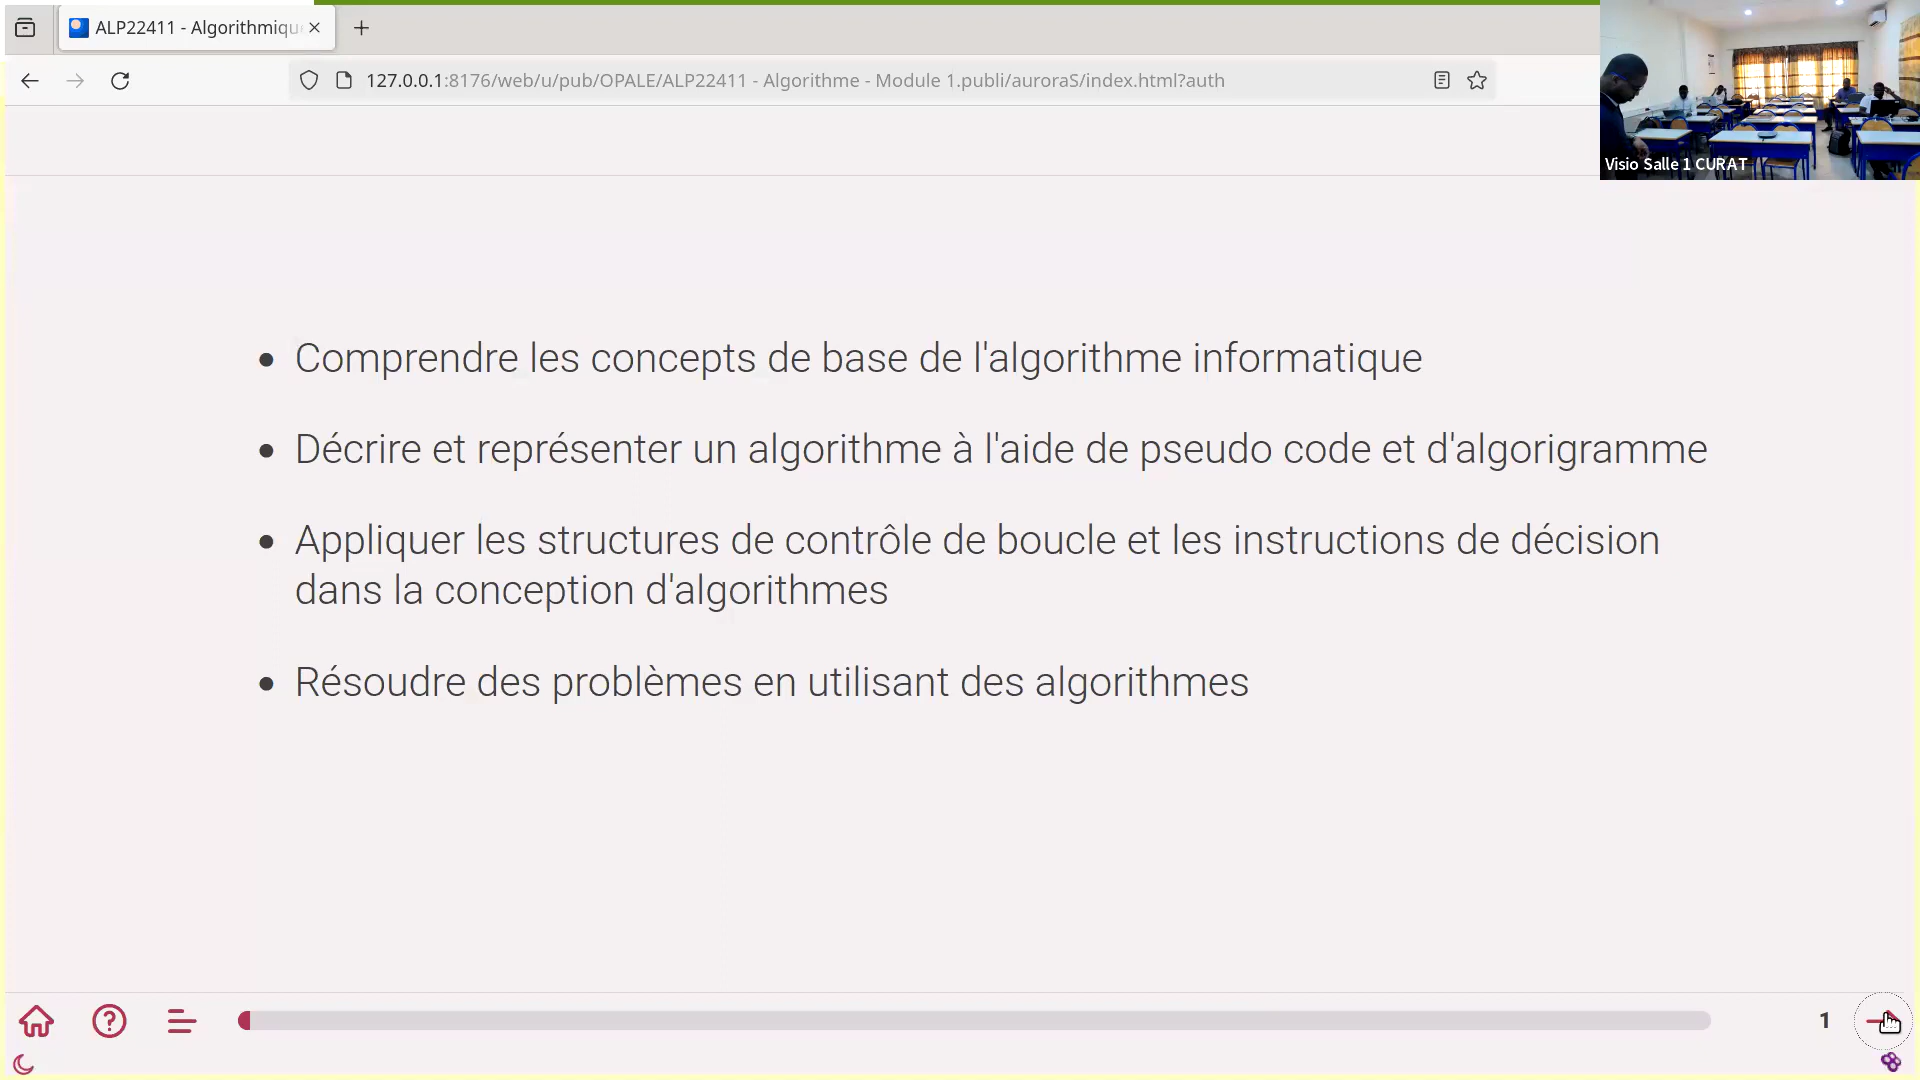 ALP22411 - Algorithmiqu
127.0.0.1:8176/web/u/pub/OPALE/ALP22411 - Algorithme - Module 1.publi/auroraS/index.html?auth
Visio Salle 1 CURAT
• Comprendre les concepts de base de l'algorithme informatique
• Décrire et représenter un algorithme à l'aide de pseudo code et d'algorigramme
• Appliquer les structures de contrôle de boucle et les instructions de décision
dans la conception d'algorithmes
• Résoudre des problèmes en utilisant des algorithmes
1